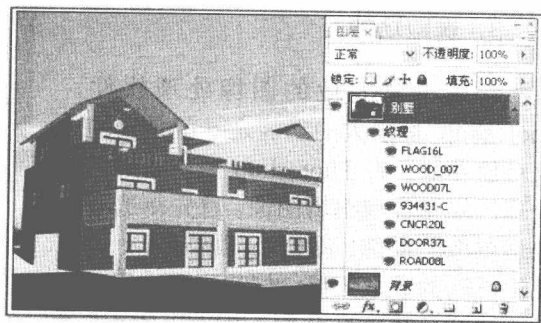 图层 ×
正常 不透明度: 100%
锁定: 填充: 100%
别墅
纹理
FLAG16L
WOOD_007
WOOD07L
934431-C
CNCR20L
DOOR37L
ROAD08L
背景
fx.